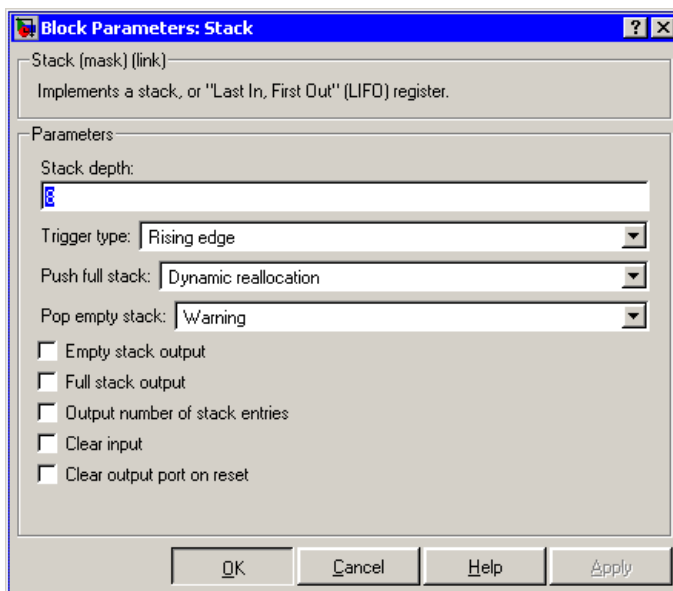 Block Parameters: Stack
Stack (mask) (link)
Implements a stack, or "Last In, First Out" (LIFO) register.
Parameters
Stack depth:
8
Trigger type: Rising edge
Push full stack: Dynamic reallocation
Pop empty stack: Warning
Empty stack output
Full stack output
Output number of stack entries
Clear input
Clear output port on reset
OK Cancel Help Apply